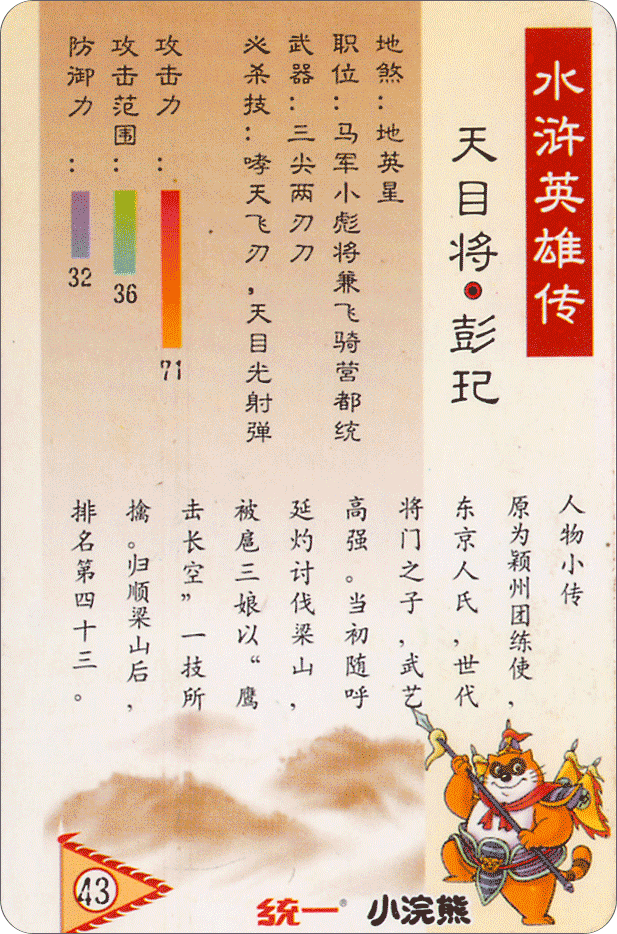 水浒英雄传
天目将·彭玘
地煞：地英星
职位：马军小彪将兼飞骑营都统
武器：三尖两刃刀
必杀技：哮天飞刃，天目光射弹
攻击力：
71
攻击范围：
36
防御力：
32
人物小传
原为颖州团练使，
东京人氏，世代
将门之子，武艺
高强。当初随呼
延灼讨伐梁山，
被扈三娘以“鹰
击长空”一技所
擒。归顺梁山后，
排名第四十三。
43
统一®
小浣熊